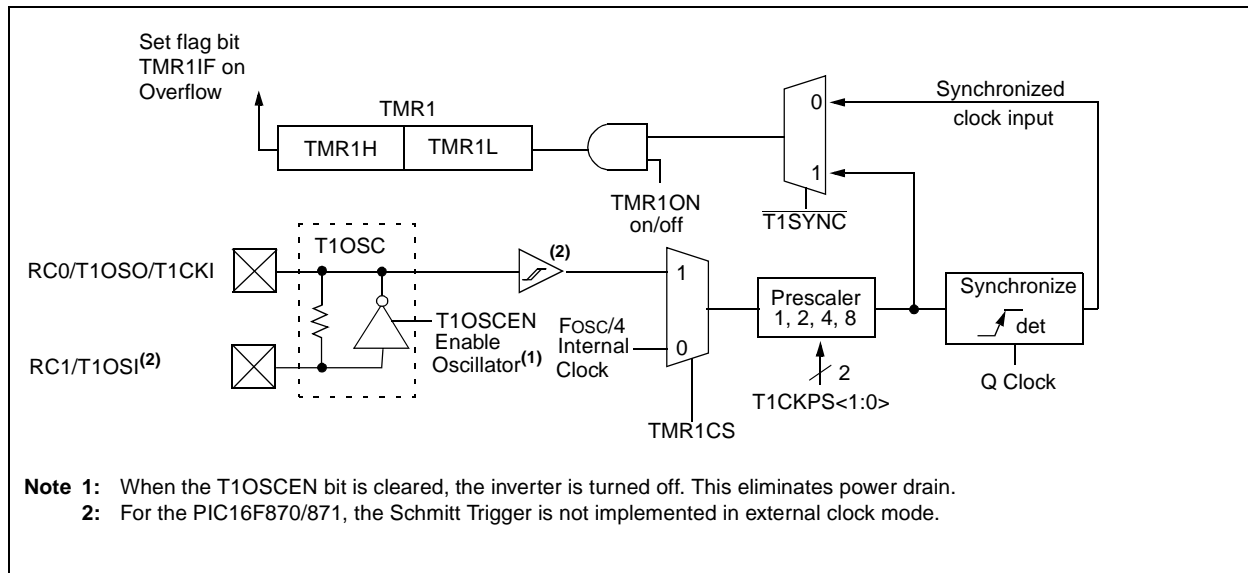 Set flag bit
TMR1IF on
Overflow
TMR1
TMR1H
TMR1L
TMR1ON
on/off
0
1
T1SYNC
Synchronized
clock input
T1OSC
RC0/T1OSO/T1CKI
RC1/T1OSI(2)
T1OSCEN
Enable
Oscillator(1)
(2)
FOSC/4
Internal
Clock
1
0
TMR1CS
Prescaler
1, 2, 4, 8
2
T1CKPS<1:0>
Synchronize
det
Q Clock
Note 1: When the T1OSCEN bit is cleared, the inverter is turned off. This eliminates power drain.
2: For the PIC16F870/871, the Schmitt Trigger is not implemented in external clock mode.